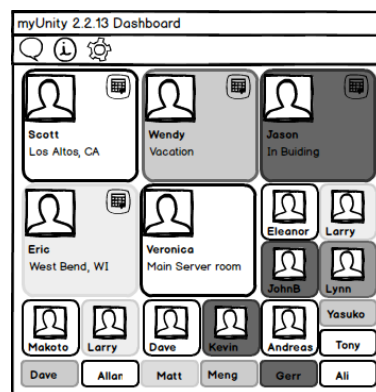 myUnity 2.2.13 Dashboard
Scott
Los Altos, CA
Wendy
Vacation
Jason
In Buiding
Eric
West Bend, WI
Veronica
Main Server room
Eleanor
Larry
JohnB
Lynn
Makoto
Larry
Dave
Kevin
Andreas
Yasuko
Tony
Dave
Allan
Matt
Meng
Gerr
Ali